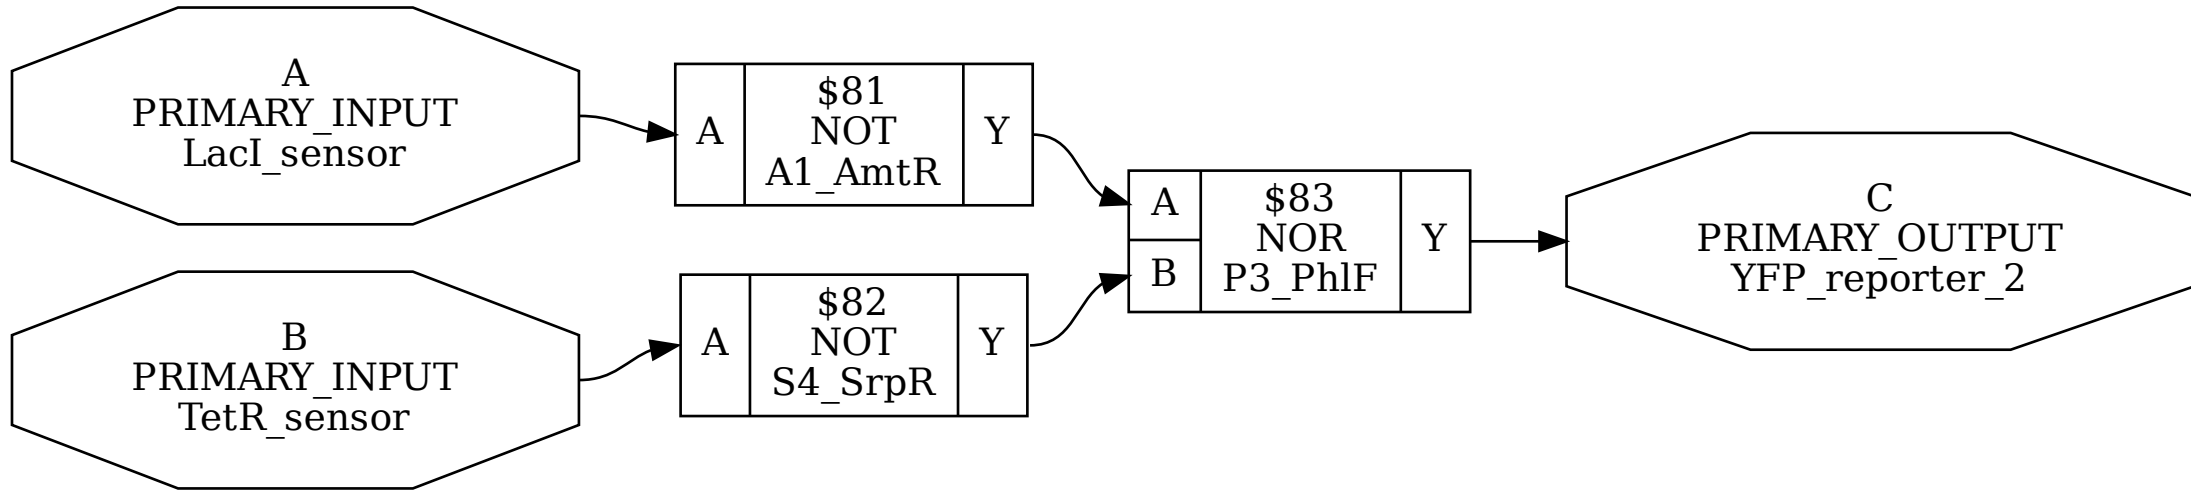 A
PRIMARY_INPUT
LacI_sensor
A
$81
NOT
A1_AmtR
Y
B
PRIMARY_INPUT
TetR_sensor
A
$82
NOT
S4_SrpR
Y
A
B
$83
NOR
P3_PhlF
Y
C
PRIMARY_OUTPUT
YFP_reporter_2